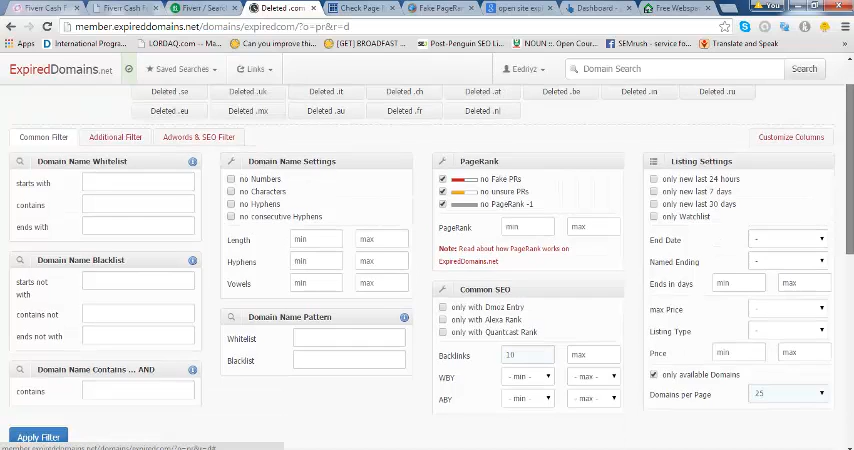 Fiverr Cash F
Fiverr Cash F
Fiverr / Searc
Deleted .com
Check Page
Fake PageRan
open site exp
Dashboard -
Free Websp
You
member.expireddomains.net/domains/expiredcom/?o=pr&r=d
International Progra...
LORDAQ.com — W
Can you improve thi...
[GET] BROADCAST ...
Post-Penguin SEO Li
NOUN :: Open Cour...
SEMrush - service fo...
Translate and Speak
ExpiredDomains.net
Saved Searches
Links
Eedriyz
Domain Search
Search
Deleted .se
Deleted .uk
Deleted .it
Deleted .ch
Deleted .at
Deleted .be
Deleted .in
Deleted .ru
Deleted .eu
Deleted .mx
Deleted .au
Deleted .fr
Deleted .nl
Common Filter
Additional Filter
Adwords & SEO Filter
Customize Columns
Domain Name Whitelist
starts with
contains
ends with
Domain Name Blacklist
starts not
with
contains not
ends not with
Domain Name Contains ... AND
contains
Apply Filter
Domain Name Settings
no Numbers
no Characters
no Hyphens
no consecutive Hyphens
Length min max
Hyphens min max
Vowels min max
Domain Name Pattern
Whitelist
Blacklist
PageRank
no Fake PRs
no unsure PRs
no PageRank -1
PageRank min max
Note: Read about how PageRank works on
ExpiredDomains.net
Common SEO
only with Dmoz Entry
only with Alexa Rank
only with Quantcast Rank
Backlinks 10 max
WBY - min - - max -
ABY - min - - max -
Listing Settings
only new last 24 hours
only new last 7 days
only new last 30 days
only Watchlist
End Date -
Named Ending -
Ends in days min max
max Price -
Listing Type -
Price min max
only available Domains
Domains per Page 25
member.expireddomains.net/domains/expiredcom/?o=pr&r=d#